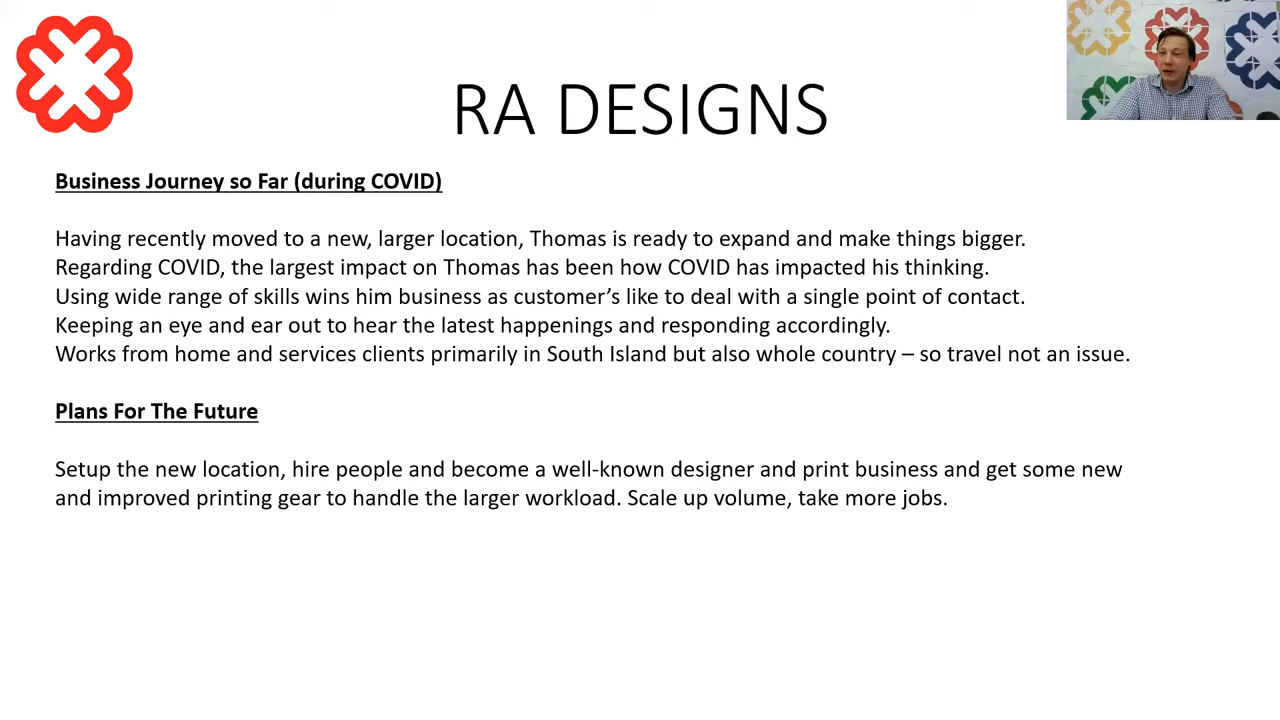 RA DESIGNS
Business Journey so Far (during COVID)
Having recently moved to a new, larger location, Thomas is ready to expand and make things bigger.
Regarding COVID, the largest impact on Thomas has been how COVID has impacted his thinking.
Using wide range of skills wins him business as customer’s like to deal with a single point of contact.
Keeping an eye and ear out to hear the latest happenings and responding accordingly.
Works from home and services clients primarily in South Island but also whole country – so travel not an issue.
Plans For The Future
Setup the new location, hire people and become a well-known designer and print business and get some new
and improved printing gear to handle the larger workload. Scale up volume, take more jobs.